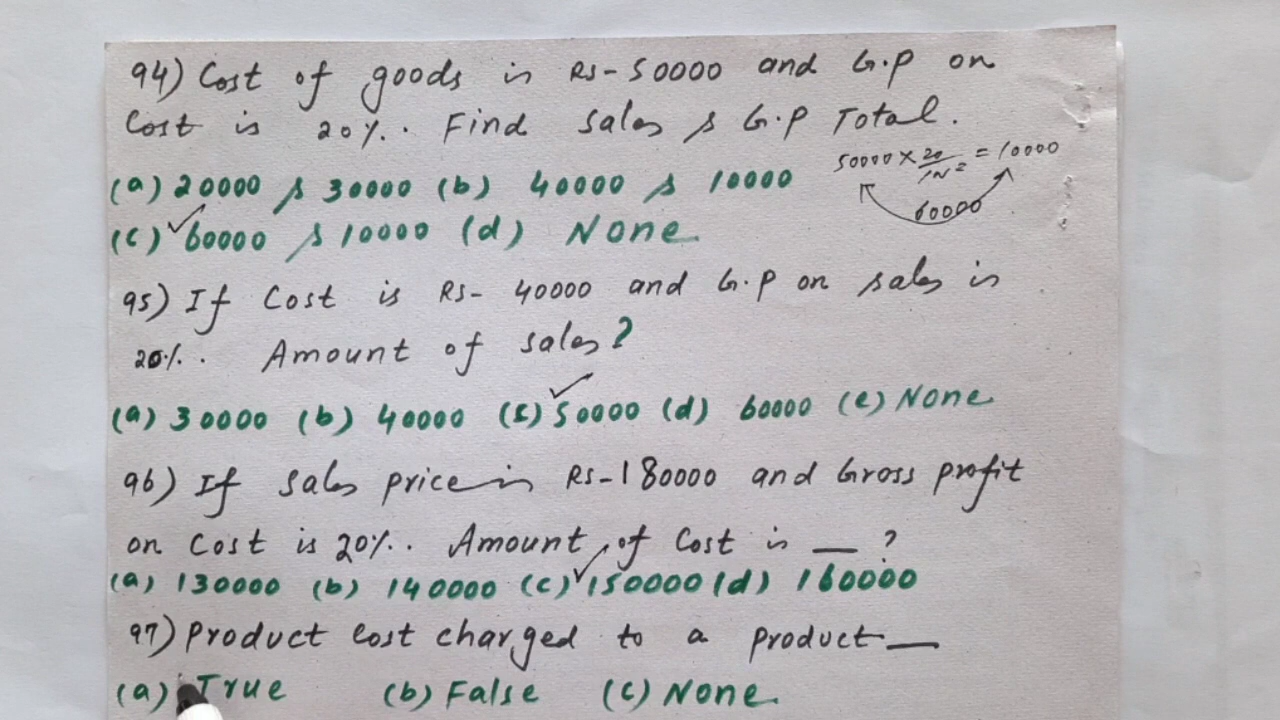 94) Cost of goods is Rs-50000 and G.P on
Cost is 20%. Find sales & G.P Total.
50000 × 20/100 = 10000
60000
(a) 20000 & 30000 (b) 40000 & 10000
(c) 60000 & 10000 (d) None
95) If Cost is Rs- 40000 and G.P on sales is
20%. Amount of sales?
(a) 30000 (b) 40000 (c) 50000 (d) 60000 (e) None
96) If sales price is Rs-180000 and Gross profit
on Cost is 20%. Amount of Cost is __ ?
(a) 130000 (b) 140000 (c) 150000 (d) 160000
97) Product Cost charged to a product __
(a) True (b) False (c) None